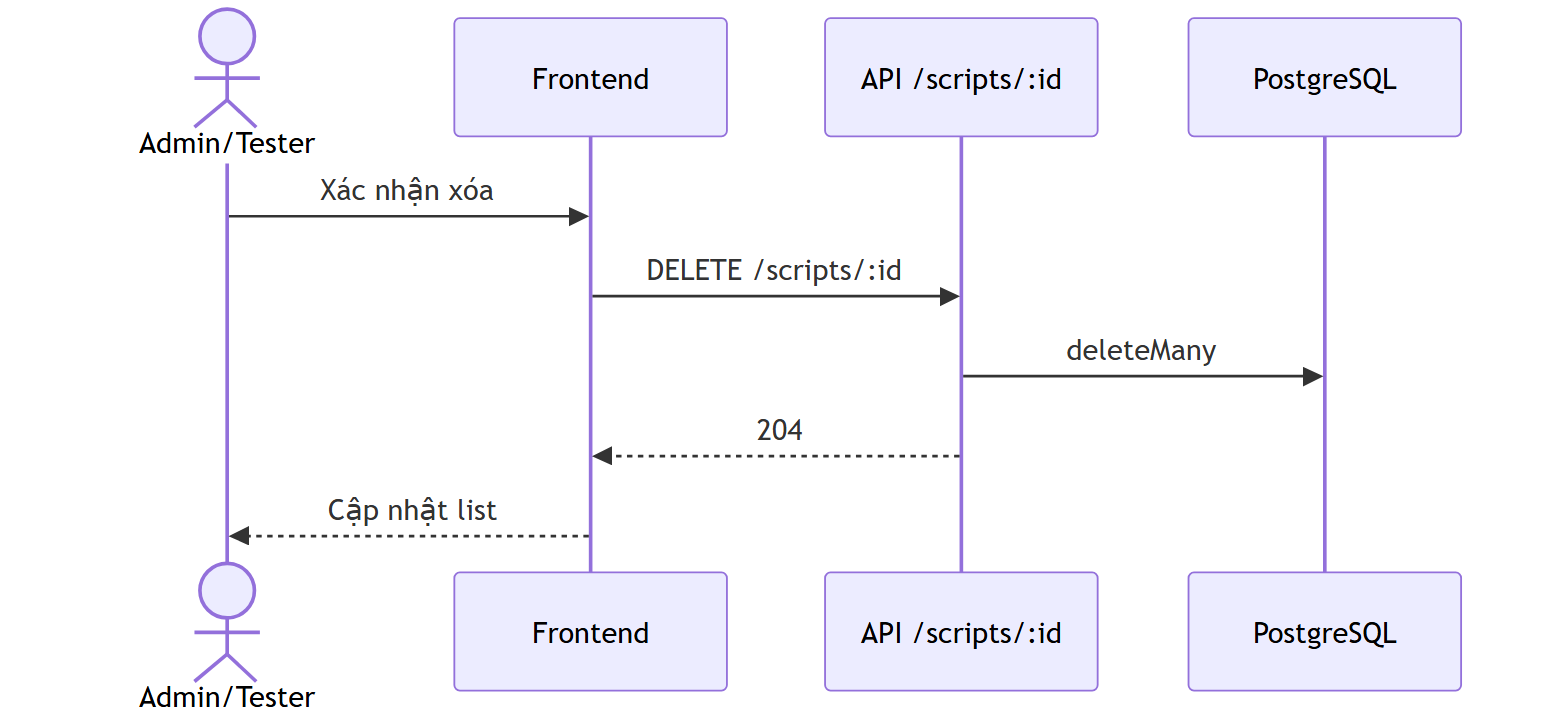 Admin/Tester
Frontend
API /scripts/:id
PostgreSQL
Xác nhận xóa
DELETE /scripts/:id
deleteMany
204
Cập nhật list
Admin/Tester
Frontend
API /scripts/:id
PostgreSQL